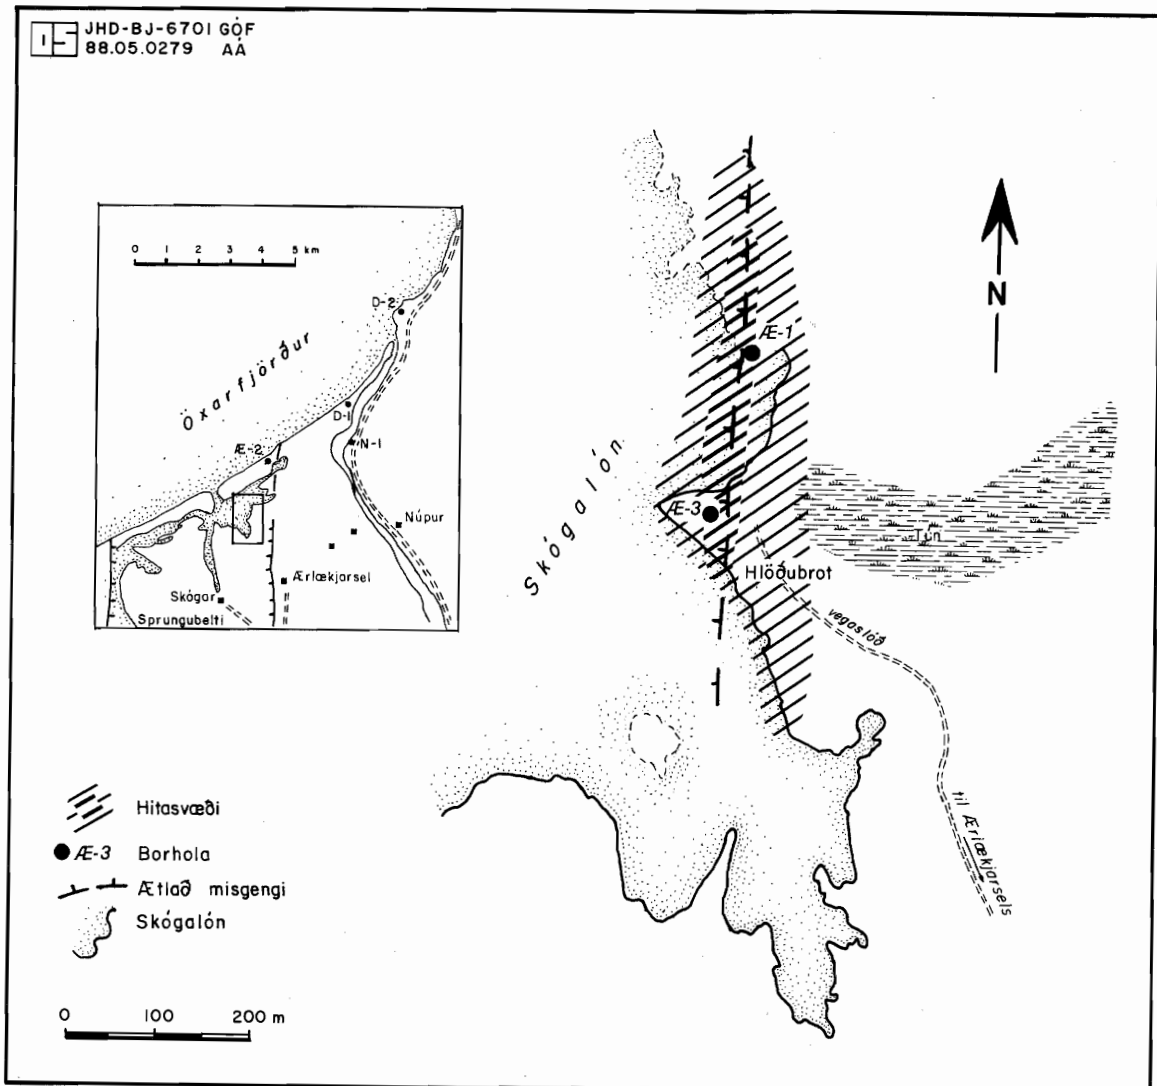 JHD-BJ-6701 GÓF
88.05.0279 AÁ
0 1 2 3 4 5 km
D-2
Öxarfjörður
D-1
N-1
Æ-2
Núpur
Ærlækjarsel
Skógar
Sprungubelti
N
Æ-1
Skógalón
Æ-3
Tún
Hlöðubrot
vegaslóð
til Ærlækjarsels
Hitasvæði
Æ-3 Borhola
Ætlað misgengi
Skógalón
0 100 200 m